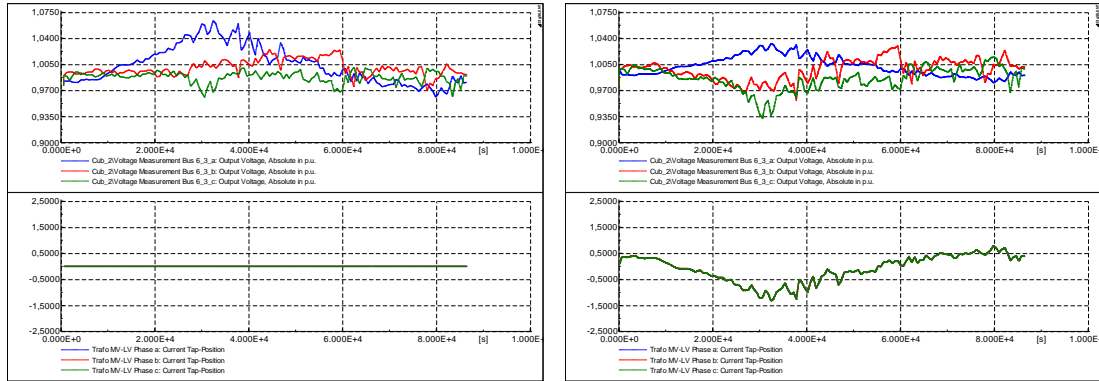 1,0750
1,0400
1,0050
0,9700
0,9350
0,9000
0.000E+0 2.000E+4 4.000E+4 6.000E+4 8.000E+4 [s] 1.000E+
Cub_2\Voltage Measurement Bus 6_3_a: Output Voltage, Absolute in p.u.
Cub_2\Voltage Measurement Bus 6_3_b: Output Voltage, Absolute in p.u.
Cub_2\Voltage Measurement Bus 6_3_c: Output Voltage, Absolute in p.u.
1,0750
1,0400
1,0050
0,9700
0,9350
0,9000
0.000E+0 2.000E+4 4.000E+4 6.000E+4 8.000E+4 [s] 1.000E-
Cub_2\Voltage Measurement Bus 6_3_a: Output Voltage, Absolute in p.u.
Cub_2\Voltage Measurement Bus 6_3_b: Output Voltage, Absolute in p.u.
Cub_2\Voltage Measurement Bus 6_3_c: Output Voltage, Absolute in p.u.
2,5000
1,5000
0,5000
-0,5000
-1,5000
-2,5000
0.000E+0 2.000E+4 4.000E+4 6.000E+4 8.000E+4 [s] 1.000E+
Trafo MV-LV Phase a: Current Tap-Position
Trafo MV-LV Phase b: Current Tap-Position
Trafo MV-LV Phase c: Current Tap-Position
2,5000
1,5000
0,5000
-0,5000
-1,5000
-2,5000
0.000E+0 2.000E+4 4.000E+4 6.000E+4 8.000E+4 [s] 1.000E-
Trafo MV-LV Phase a: Current Tap-Position
Trafo MV-LV Phase b: Current Tap-Position
Trafo MV-LV Phase c: Current Tap-Position